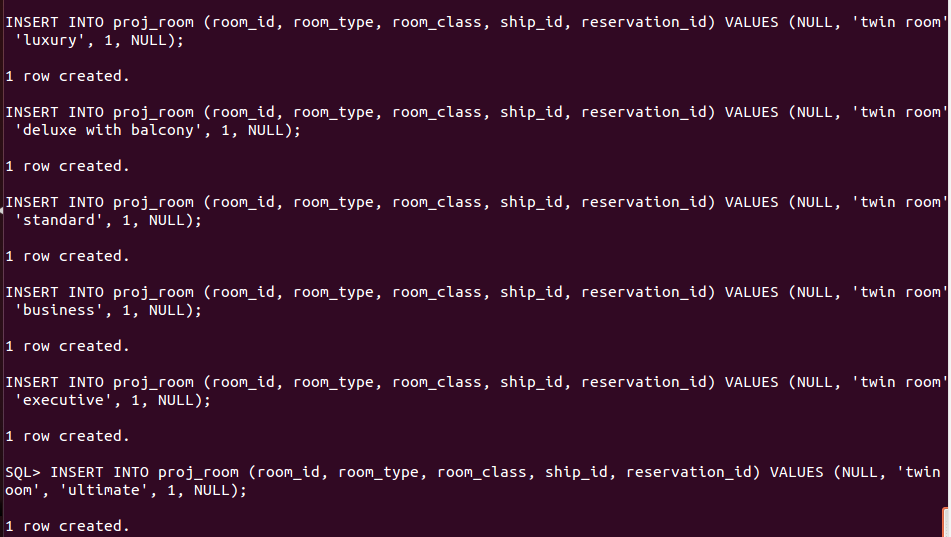 INSERT INTO proj_room (room_id, room_type, room_class, ship_id, reservation_id) VALUES (NULL, 'twin room'
'luxury', 1, NULL);
1 row created.
INSERT INTO proj_room (room_id, room_type, room_class, ship_id, reservation_id) VALUES (NULL, 'twin room'
'deluxe with balcony', 1, NULL);
1 row created.
INSERT INTO proj_room (room_id, room_type, room_class, ship_id, reservation_id) VALUES (NULL, 'twin room'
'standard', 1, NULL);
1 row created.
INSERT INTO proj_room (room_id, room_type, room_class, ship_id, reservation_id) VALUES (NULL, 'twin room'
'business', 1, NULL);
1 row created.
INSERT INTO proj_room (room_id, room_type, room_class, ship_id, reservation_id) VALUES (NULL, 'twin room'
'executive', 1, NULL);
1 row created.
SQL> INSERT INTO proj_room (room_id, room_type, room_class, ship_id, reservation_id) VALUES (NULL, 'twin
oom', 'ultimate', 1, NULL);
1 row created.